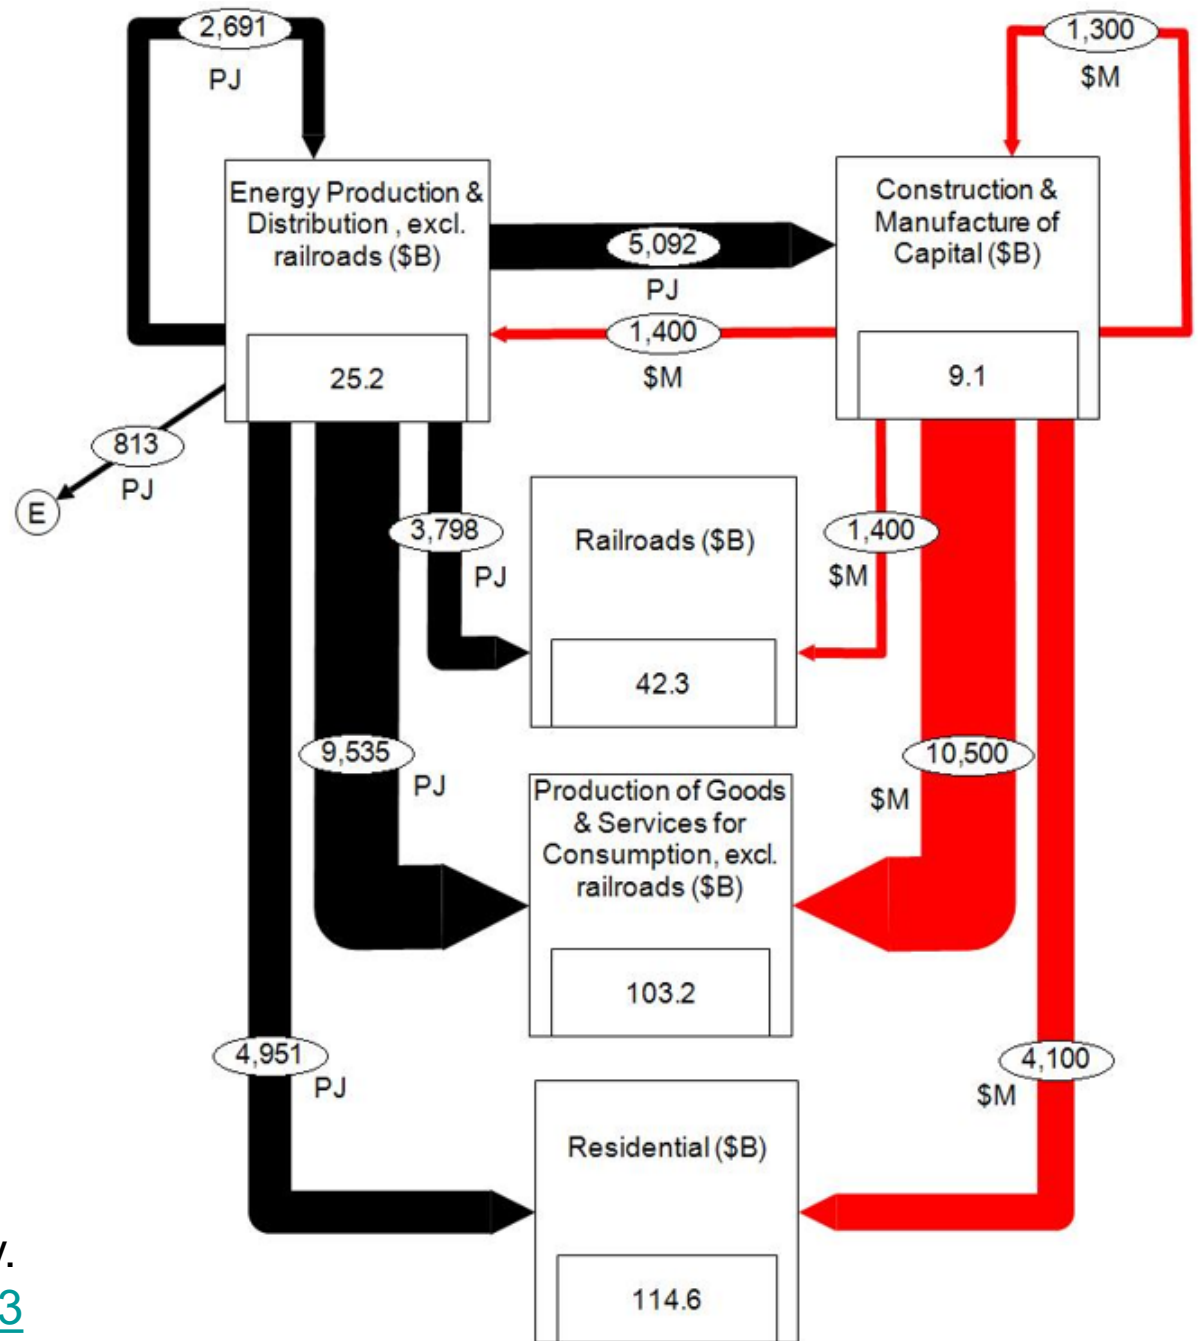 2,691
PJ
1,300
$M
Energy Production &
Distribution , excl.
railroads ($B)
25.2
5,092
PJ
1,400
$M
Construction &
Manufacture of
Capital ($B)
9.1
813
PJ
E
3,798
PJ
Railroads ($B)
42.3
1,400
$M
9,535
PJ
Production of Goods
& Services for
Consumption, excl.
railroads ($B)
103.2
10,500
$M
4,951
PJ
Residential ($B)
114.6
4,100
$M
y.
3